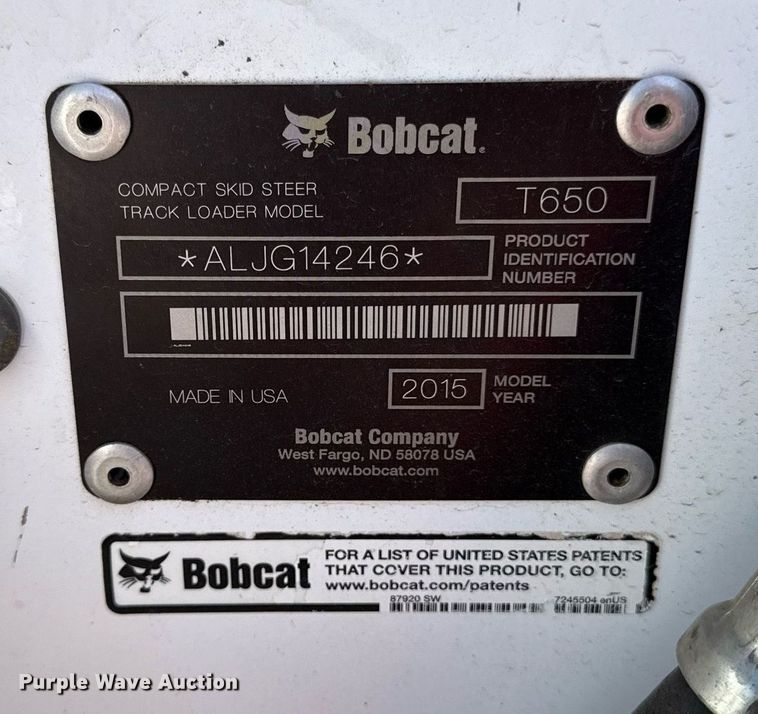 Bobcat.
COMPACT SKID STEER
TRACK LOADER MODEL
T650
*ALJG14246*
PRODUCT
IDENTIFICATION
NUMBER
MADE IN USA
2015
MODEL
YEAR
Bobcat Company
West Fargo, ND 58078 USA
www.bobcat.com
Bobcat
FOR A LIST OF UNITED STATES PATENTS
THAT COVER THIS PRODUCT, GO TO:
www.bobcat.com/patents
87920 SW
7245504 enUS
Purple Wave Auction